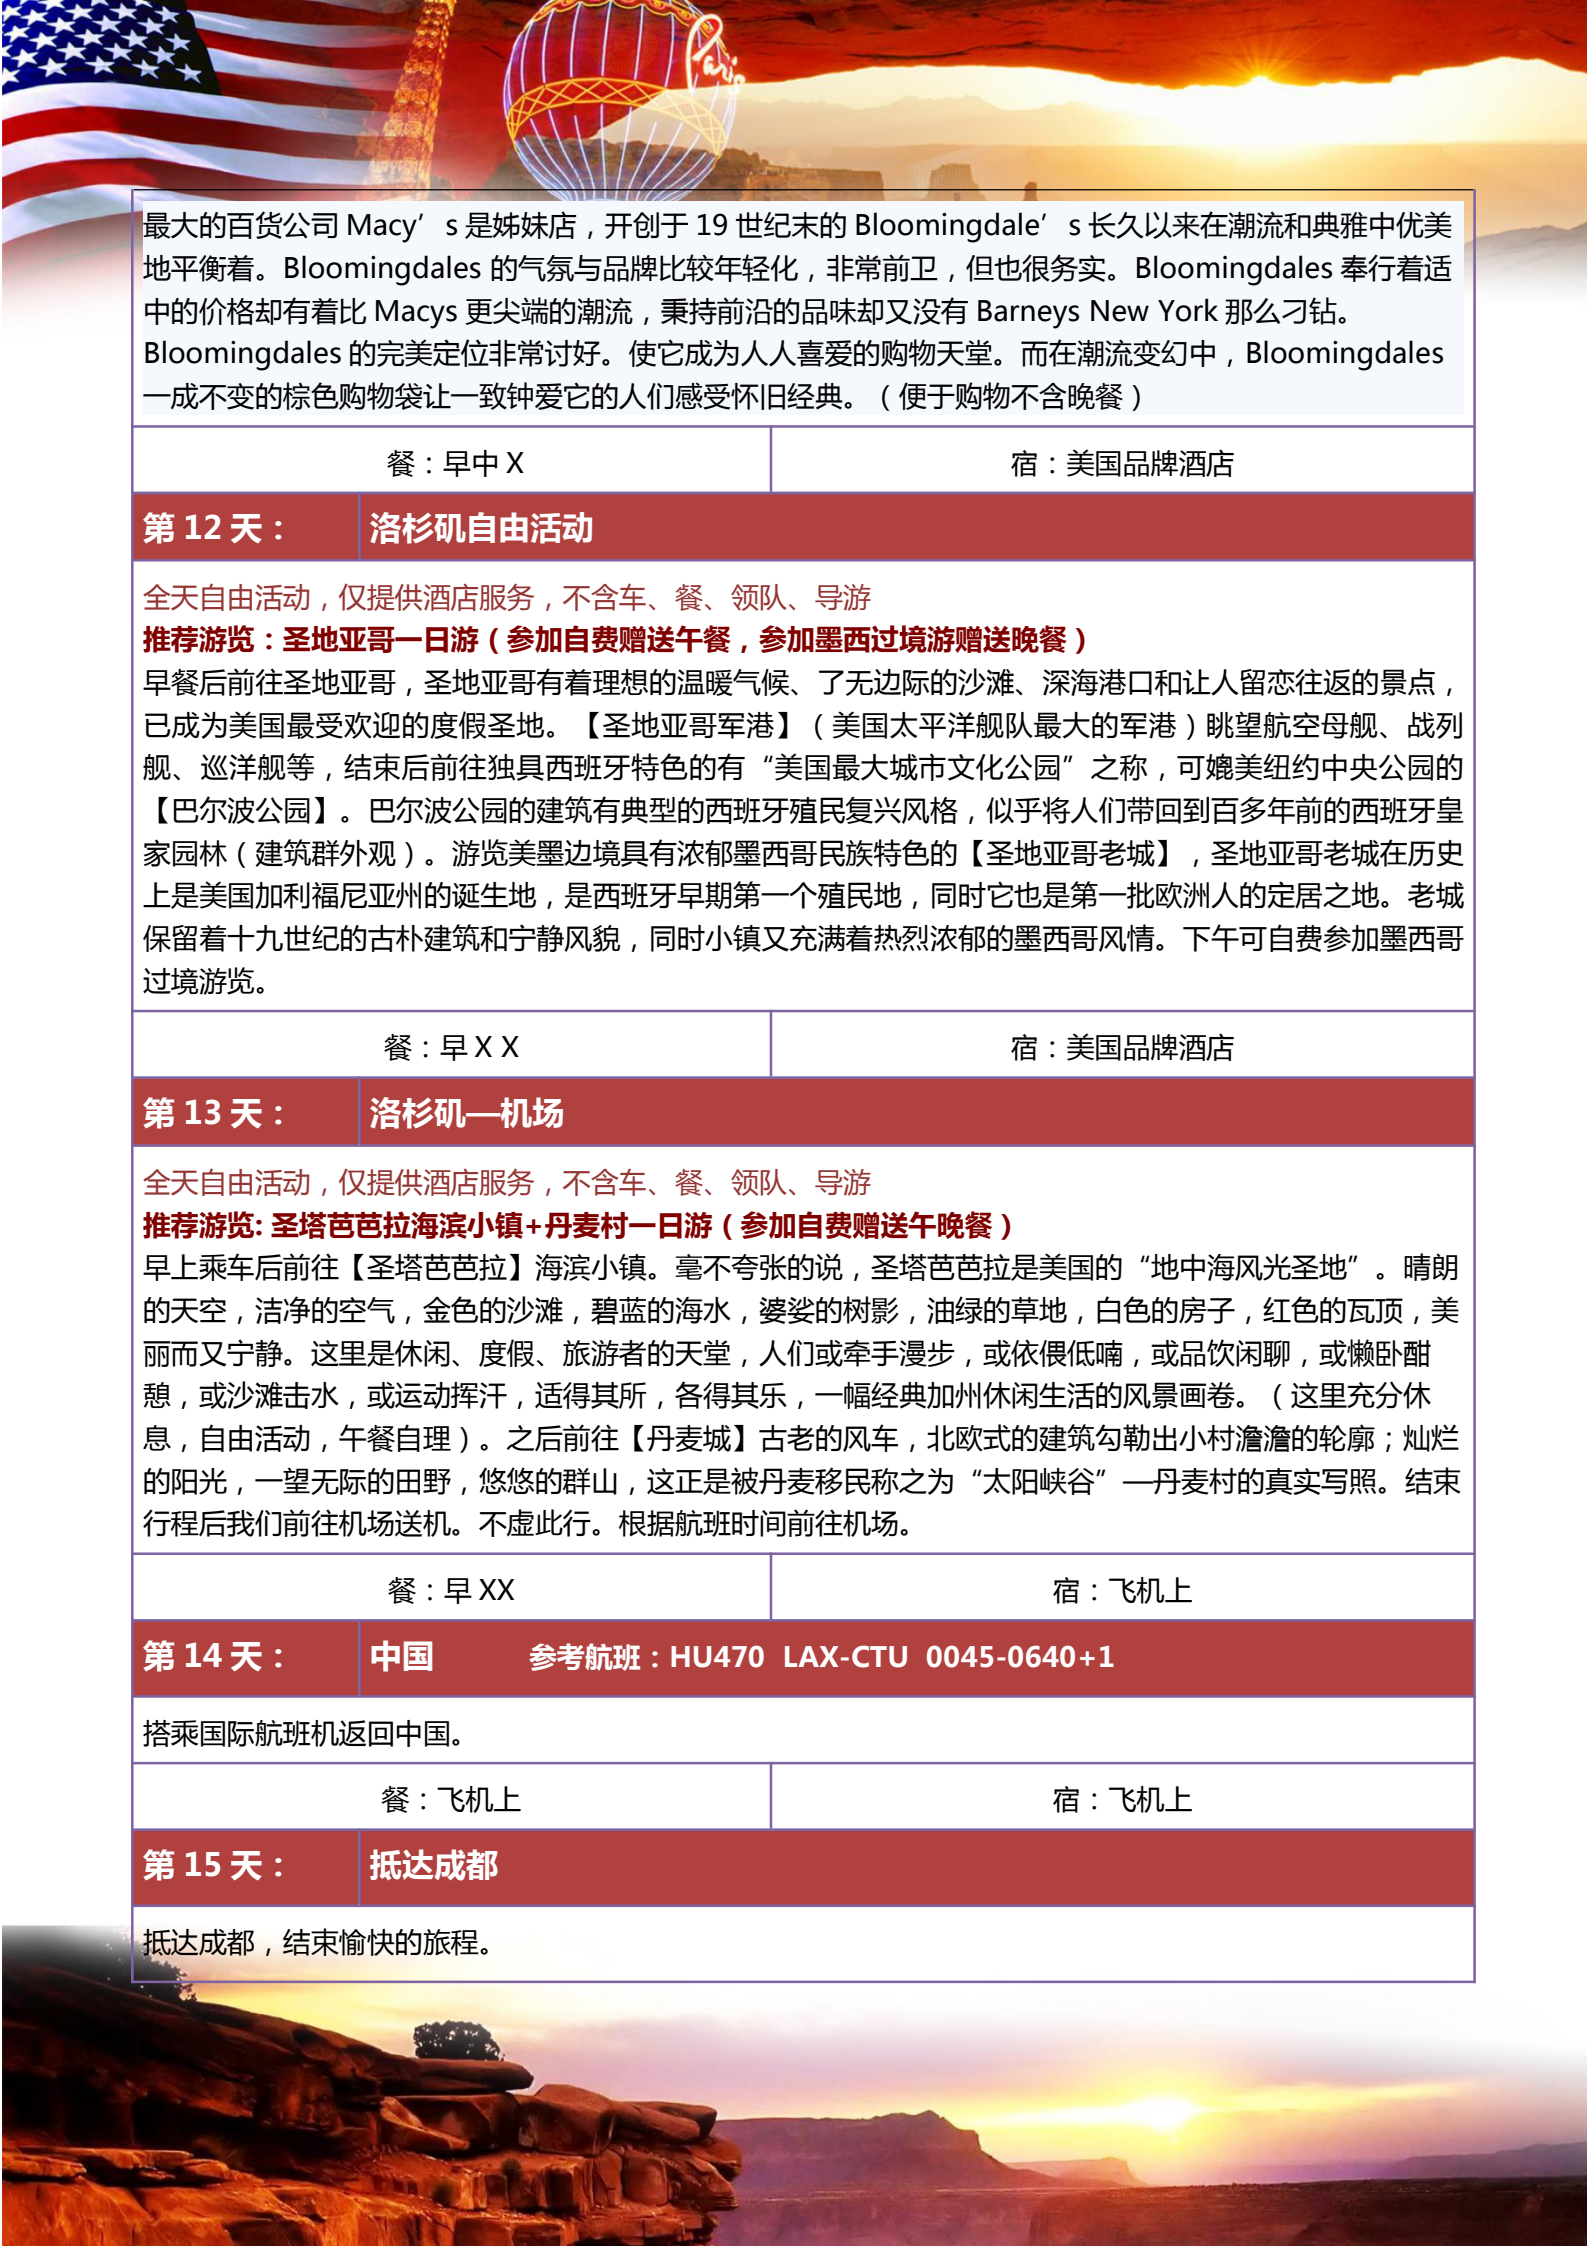 Paris
最大的百货公司 Macy’s 是姊妹店，开创于 19 世纪末的 Bloomingdale’s 长久以来在潮流和典雅中优美
地平衡着。Bloomingdales 的气氛与品牌比较年轻化，非常前卫，但也很务实。Bloomingdales 奉行着适
中的价格却有着比 Macys 更尖端的潮流，秉持前沿的品味却又没有 Barneys New York 那么刁钻。
Bloomingdales 的完美定位非常讨好。使它成为人人喜爱的购物天堂。而在潮流变幻中，Bloomingdales
一成不变的棕色购物袋让一致钟爱它的人们感受怀旧经典。（便于购物不含晚餐）
餐：早中 X
宿：美国品牌酒店
第 12 天：
洛杉矶自由活动
全天自由活动，仅提供酒店服务，不含车、餐、领队、导游
推荐游览：圣地亚哥一日游（参加自费赠送午餐，参加墨西过境游赠送晚餐）
早餐后前往圣地亚哥，圣地亚哥有着理想的温暖气候、了无边际的沙滩、深海港口和让人留恋往返的景点，
已成为美国最受欢迎的度假圣地。【圣地亚哥军港】（美国太平洋舰队最大的军港）眺望航空母舰、战列
舰、巡洋舰等，结束后前往独具西班牙特色的有“美国最大城市文化公园”之称，可媲美纽约中央公园的
【巴尔波公园】。巴尔波公园的建筑有典型的西班牙殖民复兴风格，似乎将人们带回到百多年前的西班牙皇
家园林（建筑群外观）。游览美墨边境具有浓郁墨西哥民族特色的【圣地亚哥老城】，圣地亚哥老城在历史
上是美国加利福尼亚州的诞生地，是西班牙早期第一个殖民地，同时它也是第一批欧洲人的定居之地。老城
保留着十九世纪的古朴建筑和宁静风貌，同时小镇又充满着热烈浓郁的墨西哥风情。下午可自费参加墨西哥
过境游览。
餐：早 X X
宿：美国品牌酒店
第 13 天：
洛杉矶—机场
全天自由活动，仅提供酒店服务，不含车、餐、领队、导游
推荐游览: 圣塔芭芭拉海滨小镇+丹麦村一日游（参加自费赠送午晚餐）
早上乘车后前往【圣塔芭芭拉】海滨小镇。毫不夸张的说，圣塔芭芭拉是美国的“地中海风光圣地”。晴朗
的天空，洁净的空气，金色的沙滩，碧蓝的海水，婆娑的树影，油绿的草地，白色的房子，红色的瓦顶，美
丽而又宁静。这里是休闲、度假、旅游者的天堂，人们或牵手漫步，或依偎低喃，或品饮闲聊，或懒卧酣
憩，或沙滩击水，或运动挥汗，适得其所，各得其乐，一幅经典加州休闲生活的风景画卷。（这里充分休
息，自由活动，午餐自理）。之后前往【丹麦城】古老的风车，北欧式的建筑勾勒出小村澹澹的轮廓；灿烂
的阳光，一望无际的田野，悠悠的群山，这正是被丹麦移民称之为“太阳峡谷”—丹麦村的真实写照。结束
行程后我们前往机场送机。不虚此行。根据航班时间前往机场。
餐：早 XX
宿：飞机上
第 14 天：
中国 参考航班：HU470 LAX-CTU 0045-0640+1
搭乘国际航班机返回中国。
餐：飞机上
宿：飞机上
第 15 天：
抵达成都
抵达成都，结束愉快的旅程。